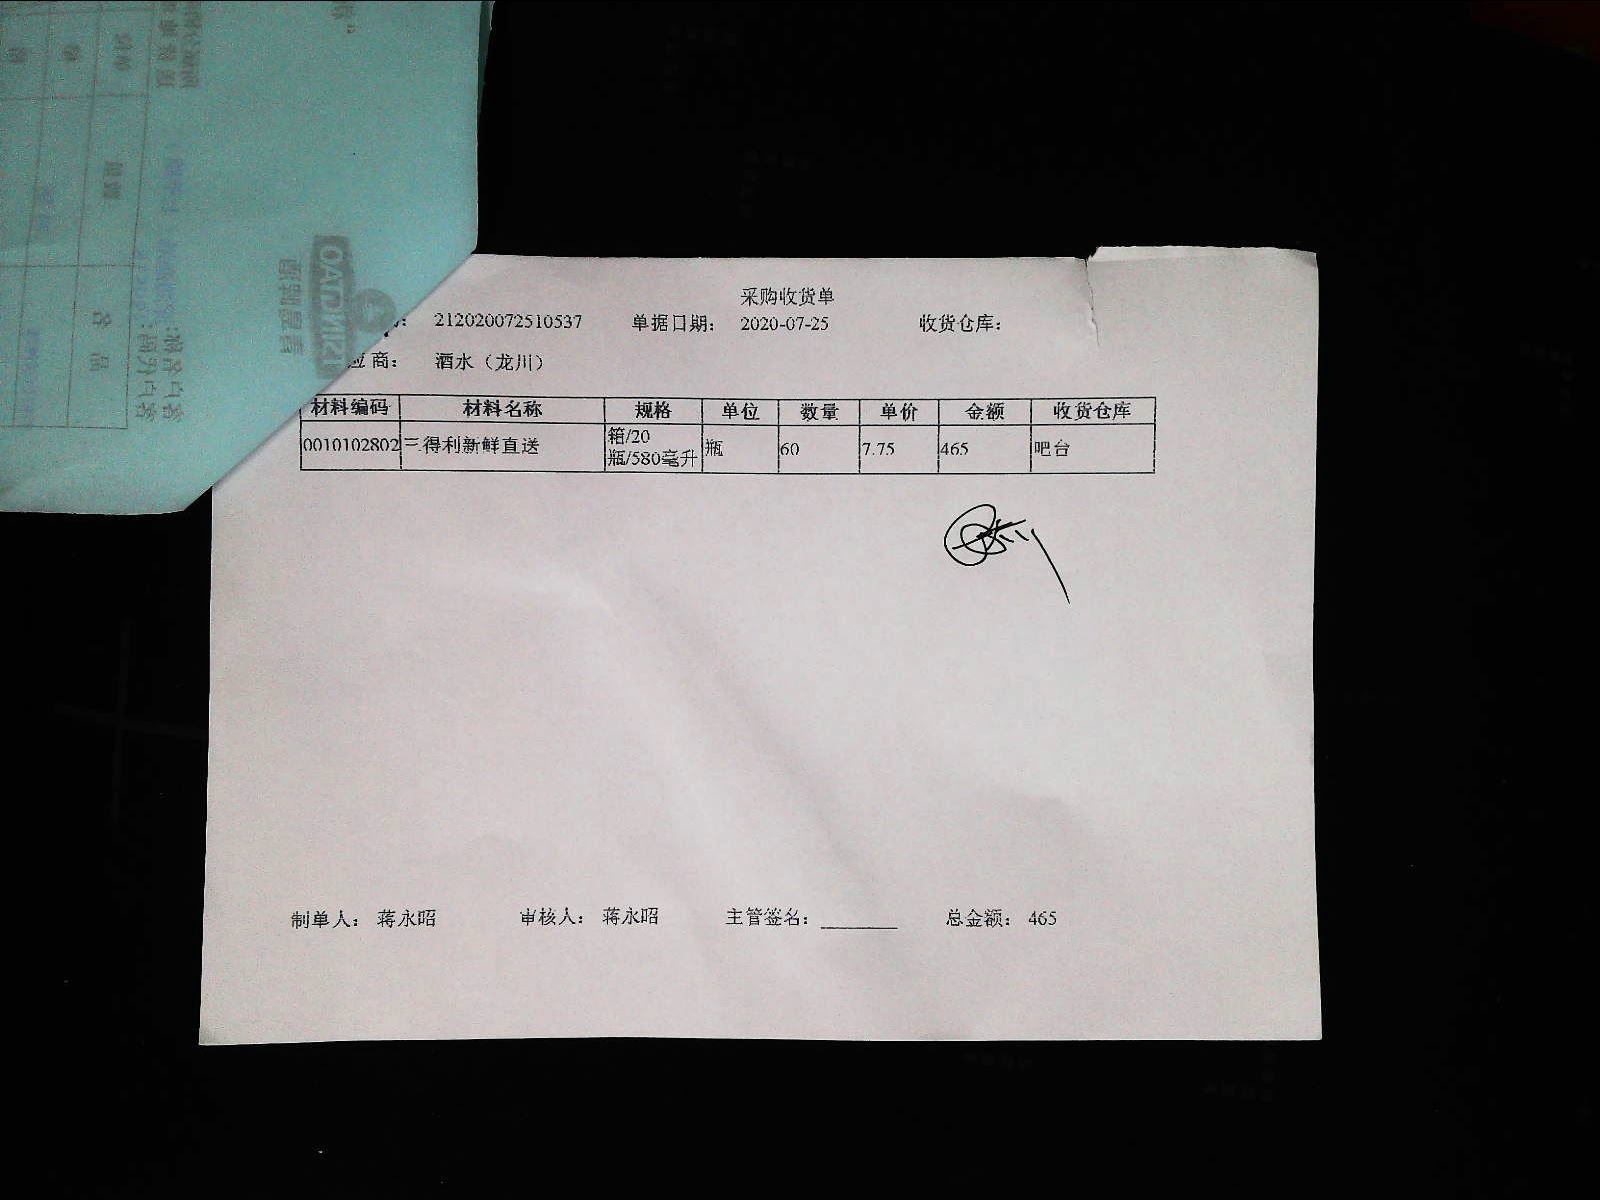 采购收货单
212020072510537 单据日期： 2020-07-25 收货仓库：
应商： 酒水（龙川）
材料编码 材料名称 规格 单位 数量 单价 金额 收货仓库
0010102802 三得利新鲜直送 箱/20瓶/580毫升 瓶 60 7.75 465 吧台
制单人： 蒋永昭 审核人： 蒋永昭 主管签名：________ 总金额： 465